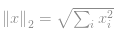 ‖x‖₂ = √∑ᵢ xᵢ²